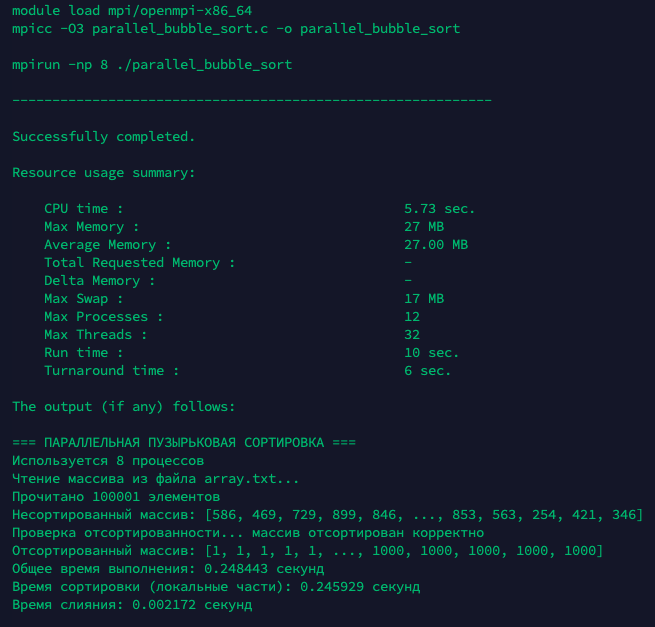 module load mpi/openmpi-x86_64
mpicc -O3 parallel_bubble_sort.c -o parallel_bubble_sort
mpirun -np 8 ./parallel_bubble_sort
------------------------------------------------------------
Successfully completed.
Resource usage summary:
CPU time : 5.73 sec.
Max Memory : 27 MB
Average Memory : 27.00 MB
Total Requested Memory : -
Delta Memory : -
Max Swap : 17 MB
Max Processes : 12
Max Threads : 32
Run time : 10 sec.
Turnaround time : 6 sec.
The output (if any) follows:
=== ПАРАЛЛЕЛЬНАЯ ПУЗЫРЬКОВАЯ СОРТИРОВКА ===
Используется 8 процессов
Чтение массива из файла array.txt...
Прочитано 100001 элементов
Несортированный массив: [586, 469, 729, 899, 846, ..., 853, 563, 254, 421, 346]
Проверка отсортированности... массив отсортирован корректно
Отсортированный массив: [1, 1, 1, 1, 1, ..., 1000, 1000, 1000, 1000, 1000]
Общее время выполнения: 0.248443 секунд
Время сортировки (локальные части): 0.245929 секунд
Время слияния: 0.002172 секунд